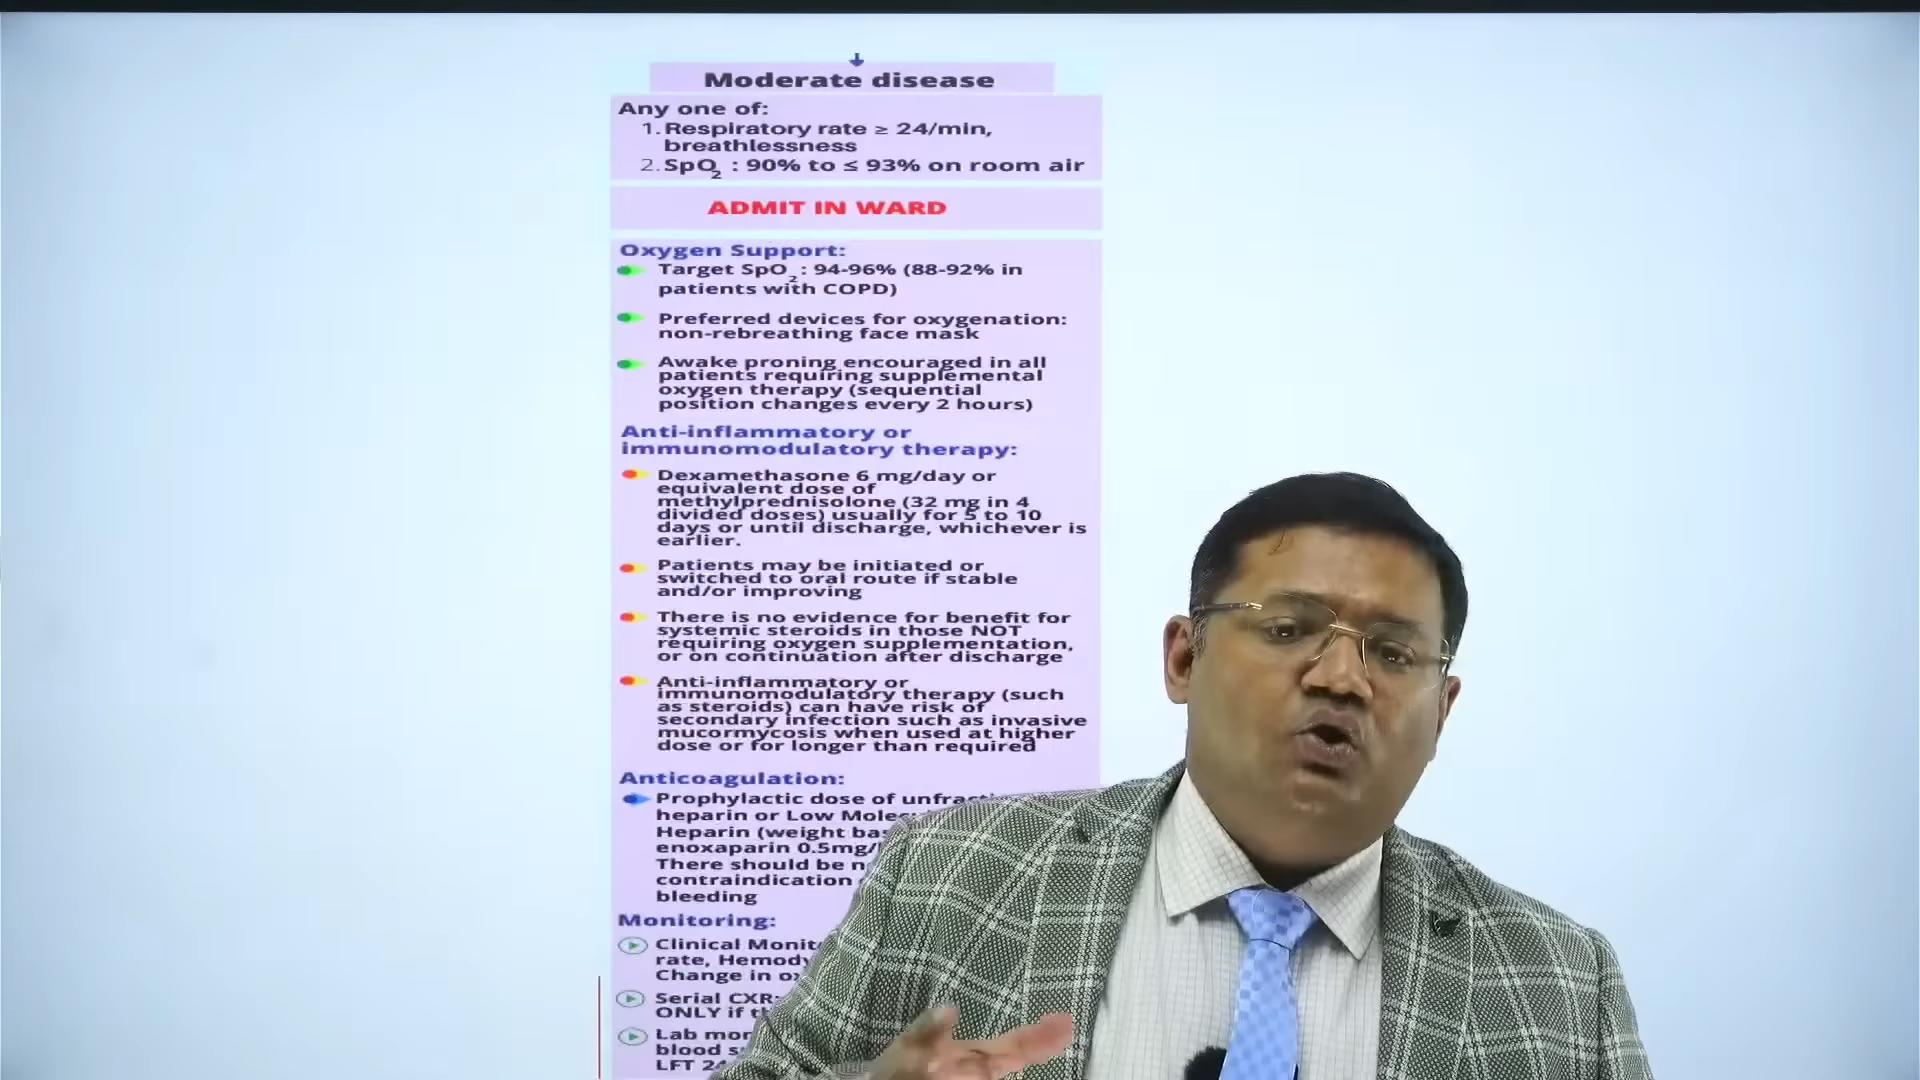 Moderate disease
Any one of:
1. Respiratory rate ≥ 24/min,
breathlessness
2. SpO2 : 90% to ≤ 93% on room air
ADMIT IN WARD
Oxygen Support:
Target SpO2 : 94-96% (88-92% in
patients with COPD)
Preferred devices for oxygenation:
non-rebreathing face mask
Awake proning encouraged in all
patients requiring supplemental
oxygen therapy (sequential
position changes every 2 hours)
Anti-inflammatory or
immunomodulatory therapy:
Dexamethasone 6 mg/day or
equivalent dose of
methylprednisolone (32 mg in 4
divided doses) usually for 5 to 10
days or until discharge, whichever is
earlier.
Patients may be initiated or
switched to oral route if stable
and/or improving
There is no evidence for benefit for
systemic steroids in those NOT
requiring oxygen supplementation,
or on continuation after discharge
Anti-inflammatory or
immunomodulatory therapy (such
as steroids) can have risk of
secondary infection such as invasive
mucormycosis when used at higher
dose or for longer than required
Anticoagulation:
Prophylactic dose of
heparin or Low
Heparin (weight
enoxaparin
There should be
contraindication
bleeding
Monitoring:
Clinical
rate,
Change in
Serial CXR:
ONLY if
Lab
blood
LFT